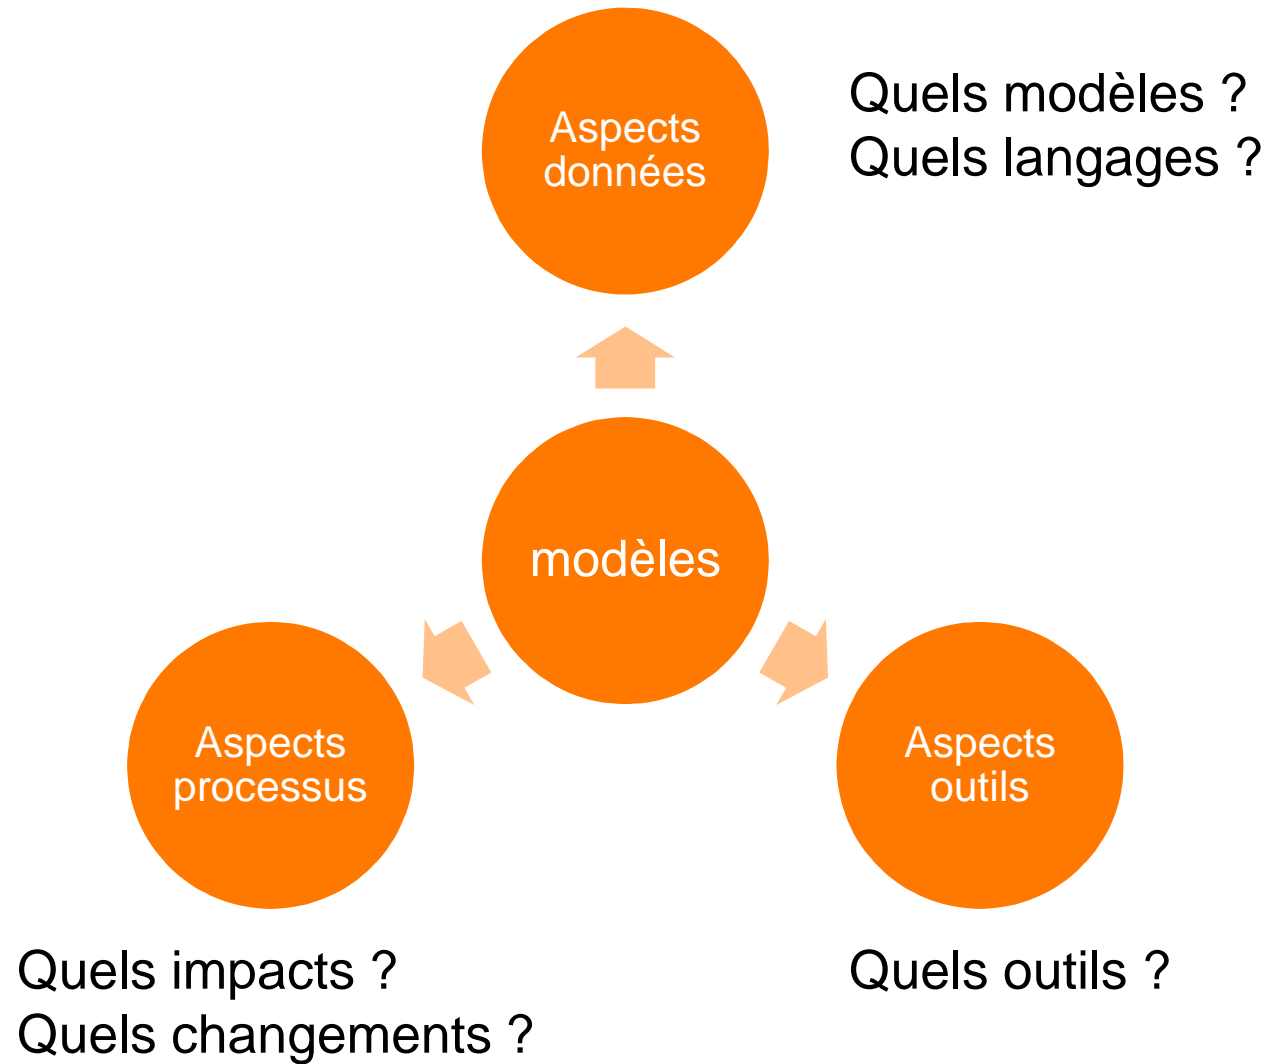 Aspects
données
Quels modèles ?
Quels langages ?
modèles
Aspects
processus
Aspects
outils
Quels impacts ?
Quels changements ?
Quels outils ?